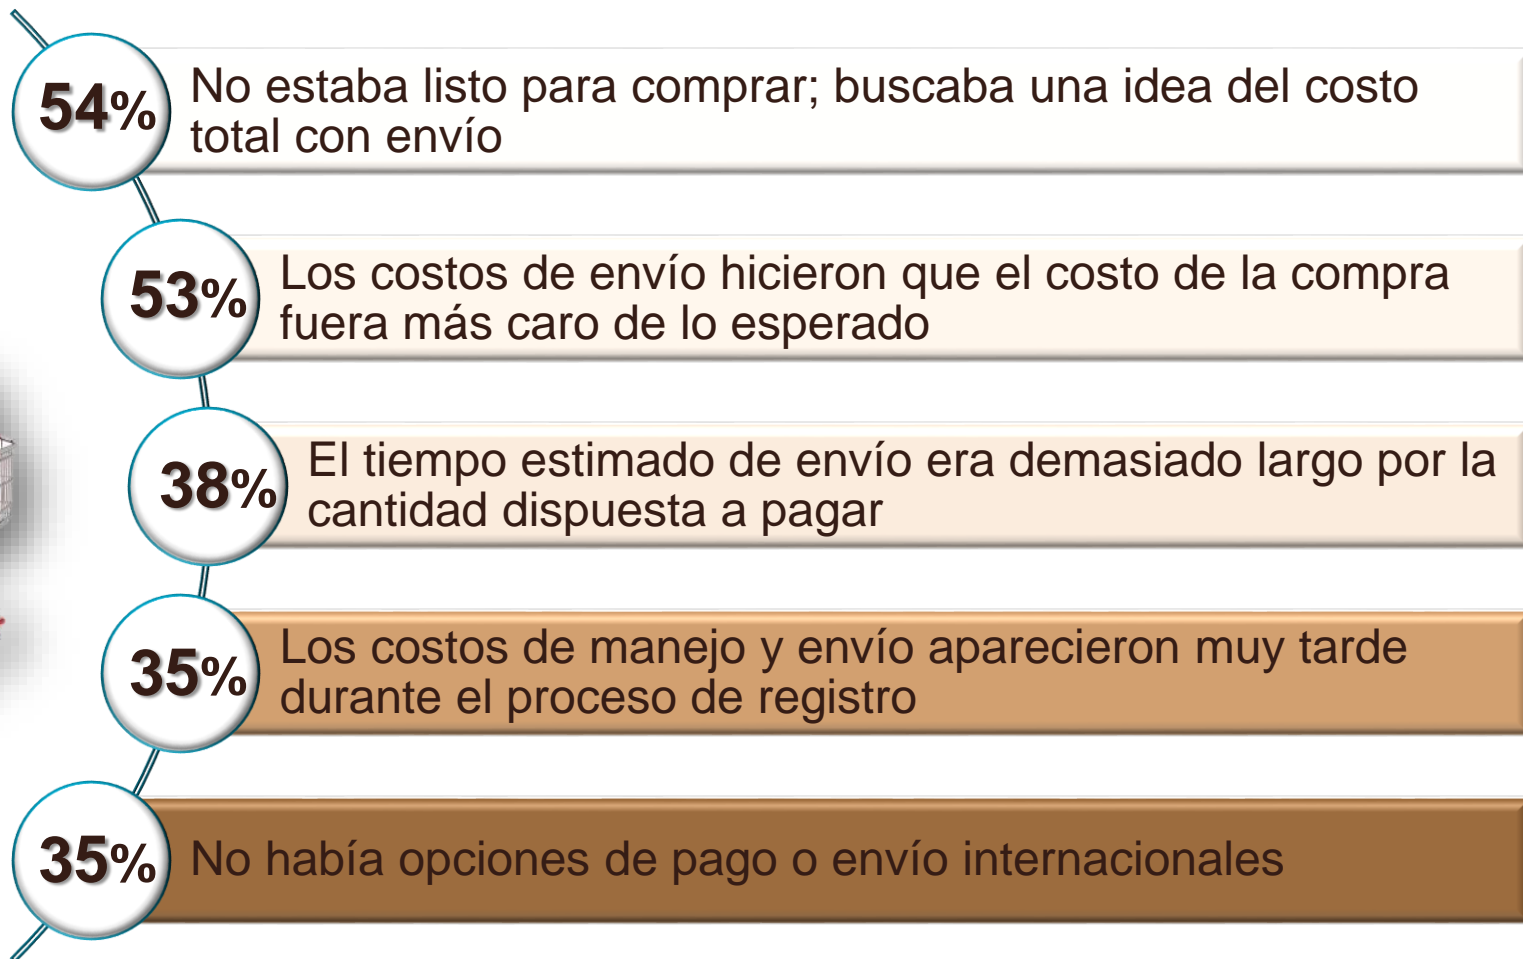 54%
No estaba listo para comprar; buscaba una idea del costo
total con envío
53%
Los costos de envío hicieron que el costo de la compra
fuera más caro de lo esperado
38%
El tiempo estimado de envío era demasiado largo por la
cantidad dispuesta a pagar
35%
Los costos de manejo y envío aparecieron muy tarde
durante el proceso de registro
35%
No había opciones de pago o envío internacionales